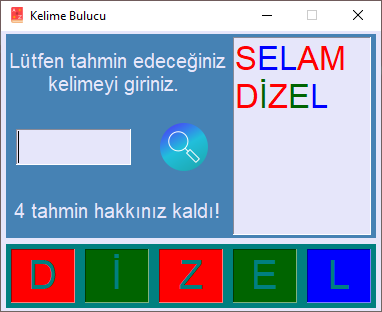 Kelime Bulucu
Lütfen tahmin edeceğiniz
kelimeyi giriniz.
4 tahmin hakkınız kaldı!
SELAM
DİZEL
D İ Z E L